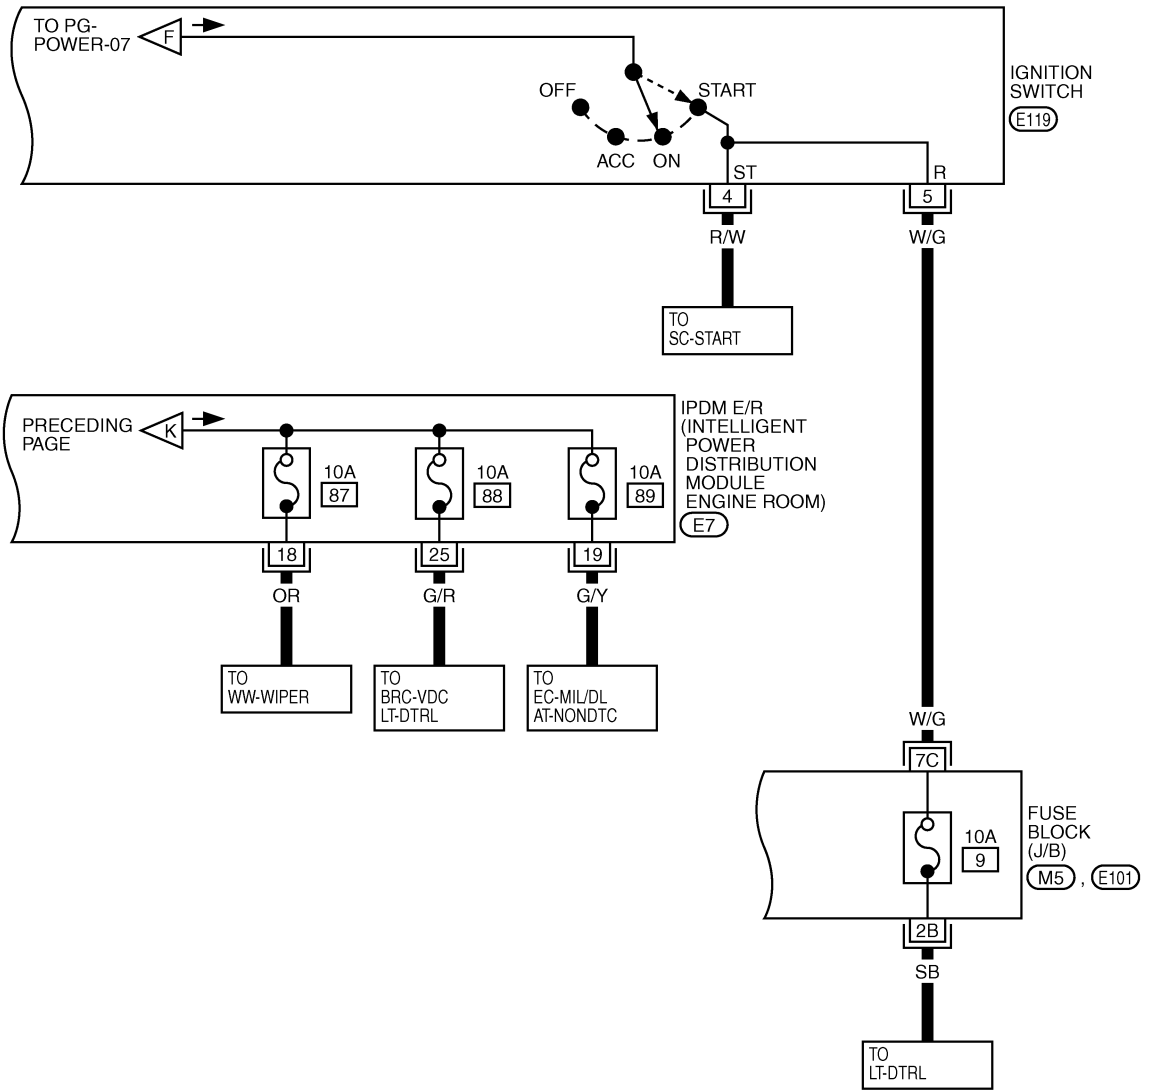 TO PG-
POWER-07
F
OFF
START
ACC
ON
IGNITION
SWITCH
E119
ST
R
4
5
R/W
W/G
TO
SC-START
PRECEDING
PAGE
K
10A
87
10A
88
10A
89
IPDM E/R
(INTELLIGENT
POWER
DISTRIBUTION
MODULE
ENGINE ROOM)
E7
18
25
19
OR
G/R
G/Y
TO
WW-WIPER
TO
BRC-VDC
LT-DTRL
TO
EC-MIL/DL
AT-NONDTC
W/G
7C
10A
9
FUSE
BLOCK
(J/B)
M5 , E101
2B
SB
TO
LT-DTRL